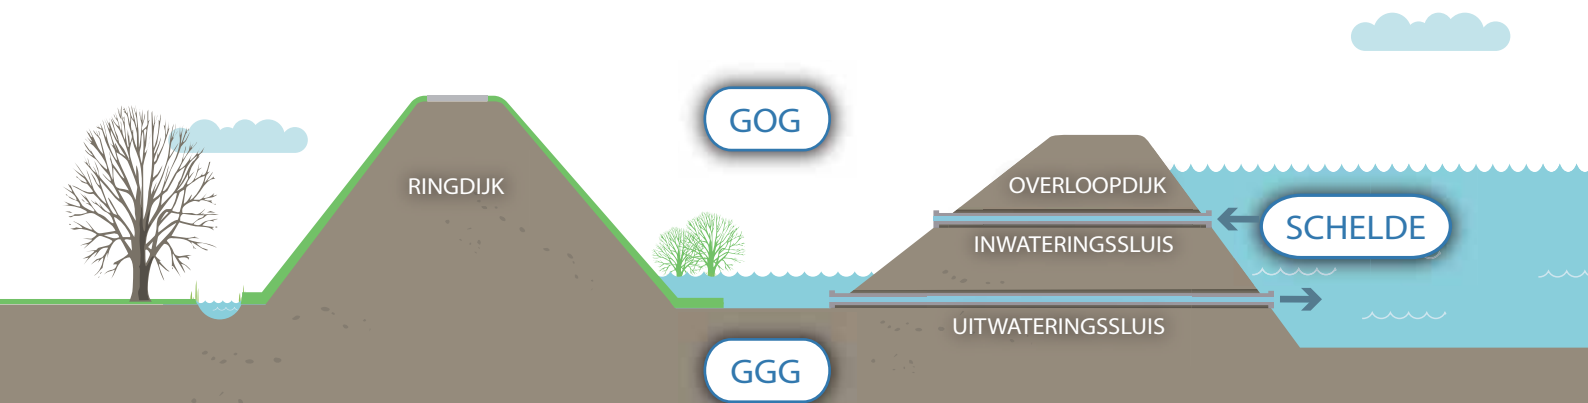 GOG
RINGDIJK
OVERLOOPDIJK
SCHELDE
INWATERINGSSLUIS
UITWATERINGSSLUIS
GGG